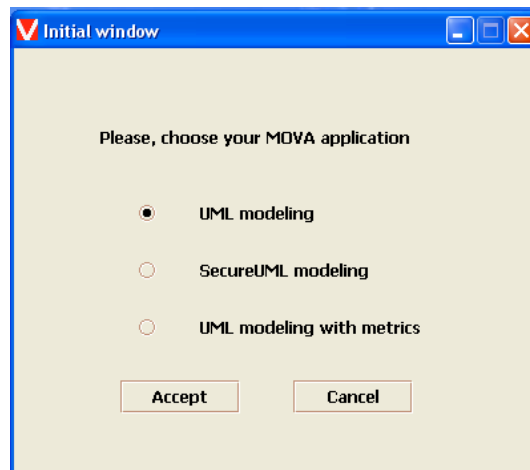 Initial window
Please, choose your MOVA application
UML modeling
SecureUML modeling
UML modeling with metrics
Accept Cancel